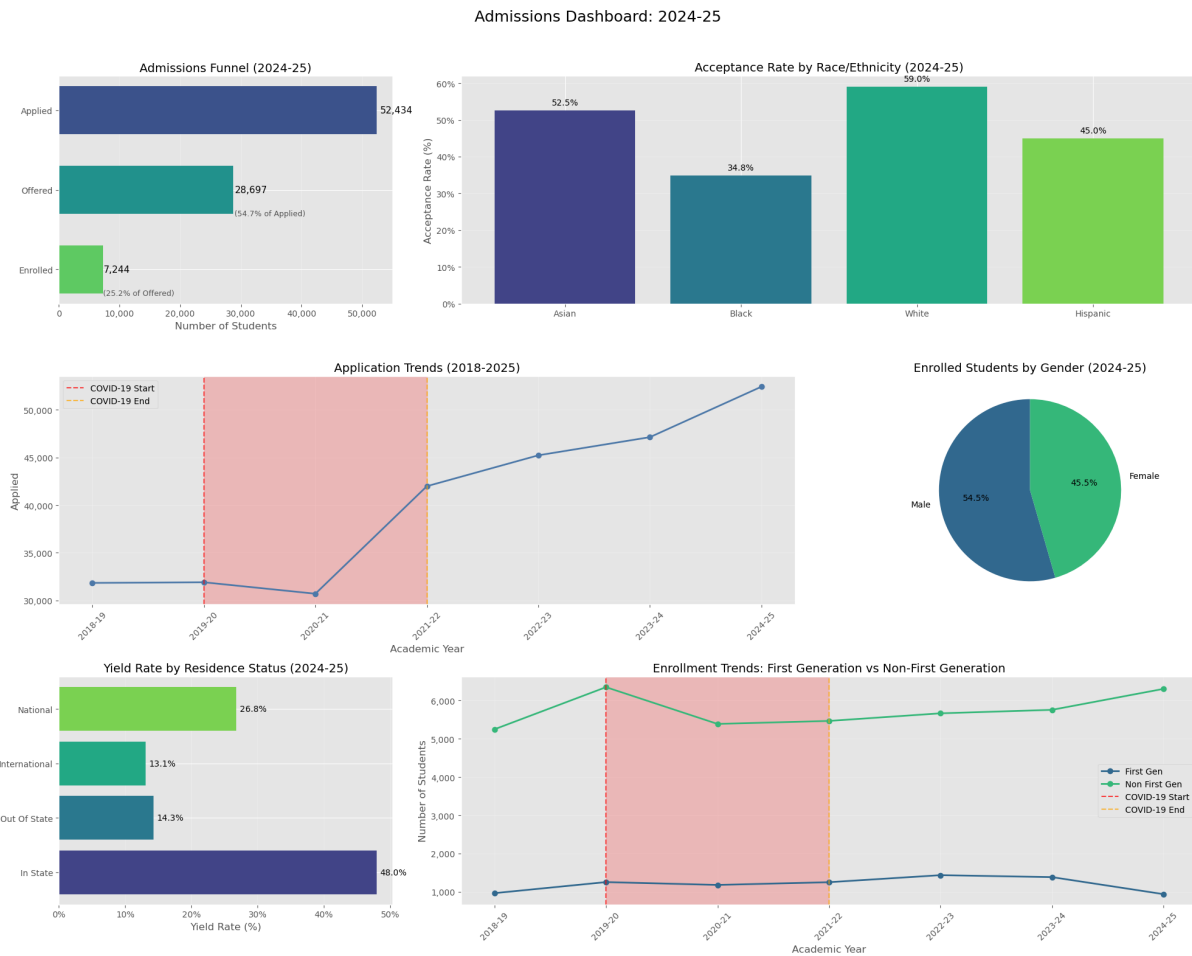 Admissions Dashboard: 2024-25
Admissions Funnel (2024-25)
Applied
52,434
Offered
28,697
(54.7% of Applied)
Enrolled
7,244
(25.2% of Offered)
0
10,000
20,000
30,000
40,000
50,000
Number of Students
Acceptance Rate by Race/Ethnicity (2024-25)
Acceptance Rate (%)
60%
50%
40%
30%
20%
10%
0%
52.5%
34.8%
59.0%
45.0%
Asian
Black
White
Hispanic
Application Trends (2018-2025)
COVID-19 Start
COVID-19 End
Applied
50,000
45,000
40,000
35,000
30,000
2018-19
2019-20
2020-21
2021-22
2022-23
2023-24
2024-25
Academic Year
Enrolled Students by Gender (2024-25)
Male
54.5%
45.5%
Female
Yield Rate by Residence Status (2024-25)
National
26.8%
International
13.1%
Out Of State
14.3%
In State
48.0%
0%
10%
20%
30%
40%
50%
Yield Rate (%)
Enrollment Trends: First Generation vs Non-First Generation
Number of Students
6,000
5,000
4,000
3,000
2,000
1,000
First Gen
Non First Gen
COVID-19 Start
COVID-19 End
2018-19
2019-20
2020-21
2021-22
2022-23
2023-24
2024-25
Academic Year